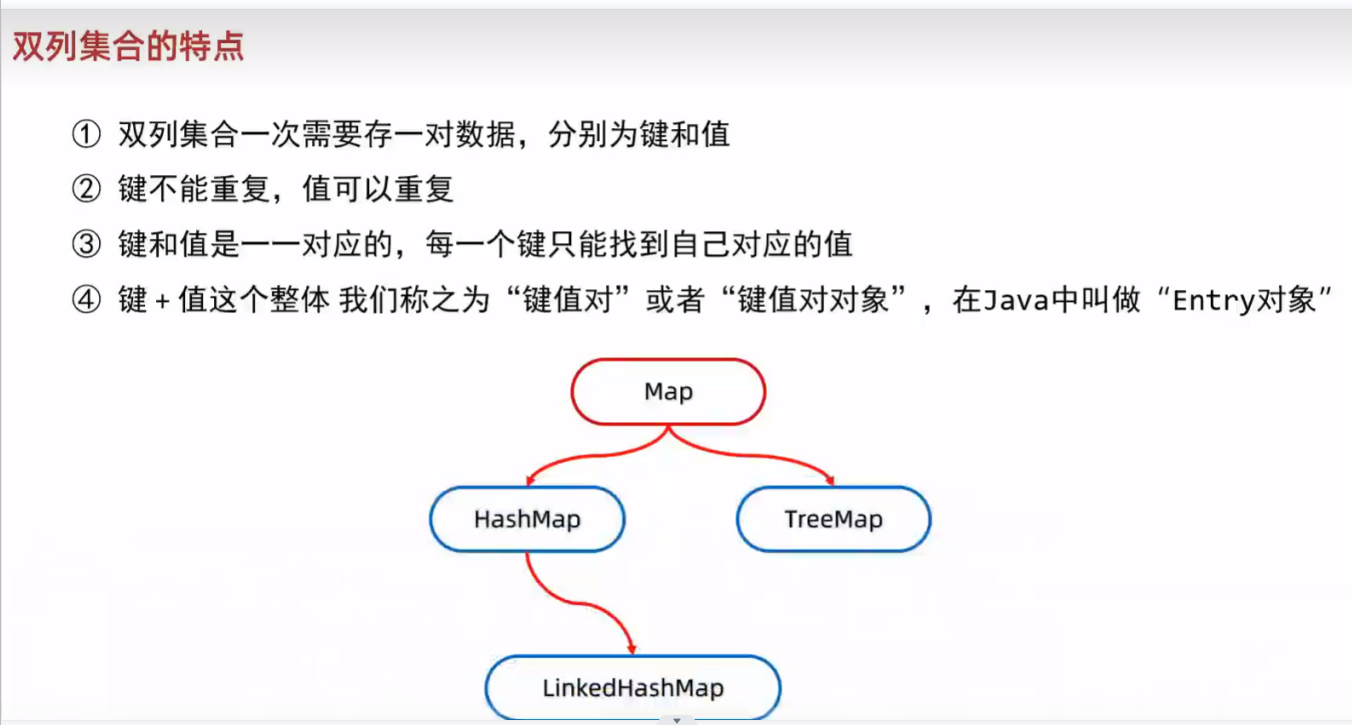 双列集合的特点
① 双列集合一次需要存一对数据，分别为键和值
② 键不能重复，值可以重复
③ 键和值是一一对应的，每一个键只能找到自己对应的值
④ 键 + 值这个整体 我们称之为“键值对”或者“键值对对象”，在Java中叫做“Entry对象”
Map
HashMap
TreeMap
LinkedHashMap